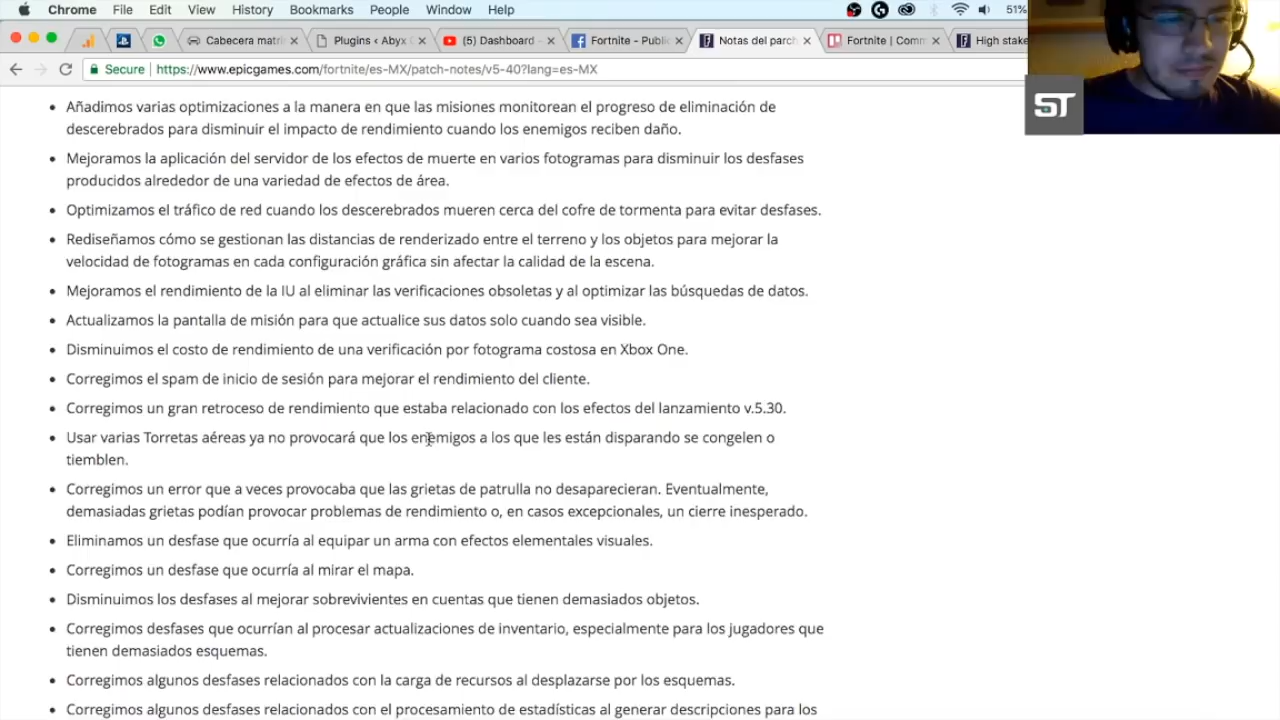 Chrome File Edit View History Bookmarks People Window Help 51%
Cabecera matri Plugins ‹ Abyx (5) Dashboard - Fortnite - Public Notas del parch Fortnite | Comm High stake
Secure https://www.epicgames.com/fortnite/es-MX/patch-notes/v5-40?lang=es-MX
ST
• Añadimos varias optimizaciones a la manera en que las misiones monitorean el progreso de eliminación de
descerebrados para disminuir el impacto de rendimiento cuando los enemigos reciben daño.
• Mejoramos la aplicación del servidor de los efectos de muerte en varios fotogramas para disminuir los desfases
producidos alrededor de una variedad de efectos de área.
• Optimizamos el tráfico de red cuando los descerebrados mueren cerca del cofre de tormenta para evitar desfases.
• Rediseñamos cómo se gestionan las distancias de renderizado entre el terreno y los objetos para mejorar la
velocidad de fotogramas en cada configuración gráfica sin afectar la calidad de la escena.
• Mejoramos el rendimiento de la IU al eliminar las verificaciones obsoletas y al optimizar las búsquedas de datos.
• Actualizamos la pantalla de misión para que actualice sus datos solo cuando sea visible.
• Disminuimos el costo de rendimiento de una verificación por fotograma costosa en Xbox One.
• Corregimos el spam de inicio de sesión para mejorar el rendimiento del cliente.
• Corregimos un gran retroceso de rendimiento que estaba relacionado con los efectos del lanzamiento v.5.30.
• Usar varias Torretas aéreas ya no provocará que los enemigos a los que les están disparando se congelen o
tiemblen.
• Corregimos un error que a veces provocaba que las grietas de patrulla no desaparecieran. Eventualmente,
demasiadas grietas podían provocar problemas de rendimiento o, en casos excepcionales, un cierre inesperado.
• Eliminamos un desfase que ocurría al equipar un arma con efectos elementales visuales.
• Corregimos un desfase que ocurría al mirar el mapa.
• Disminuimos los desfases al mejorar sobrevivientes en cuentas que tienen demasiados objetos.
• Corregimos desfases que ocurrían al procesar actualizaciones de inventario, especialmente para los jugadores que
tienen demasiados esquemas.
• Corregimos algunos desfases relacionados con la carga de recursos al desplazarse por los esquemas.
• Corregimos algunos desfases relacionados con el procesamiento de estadísticas al generar descripciones para los